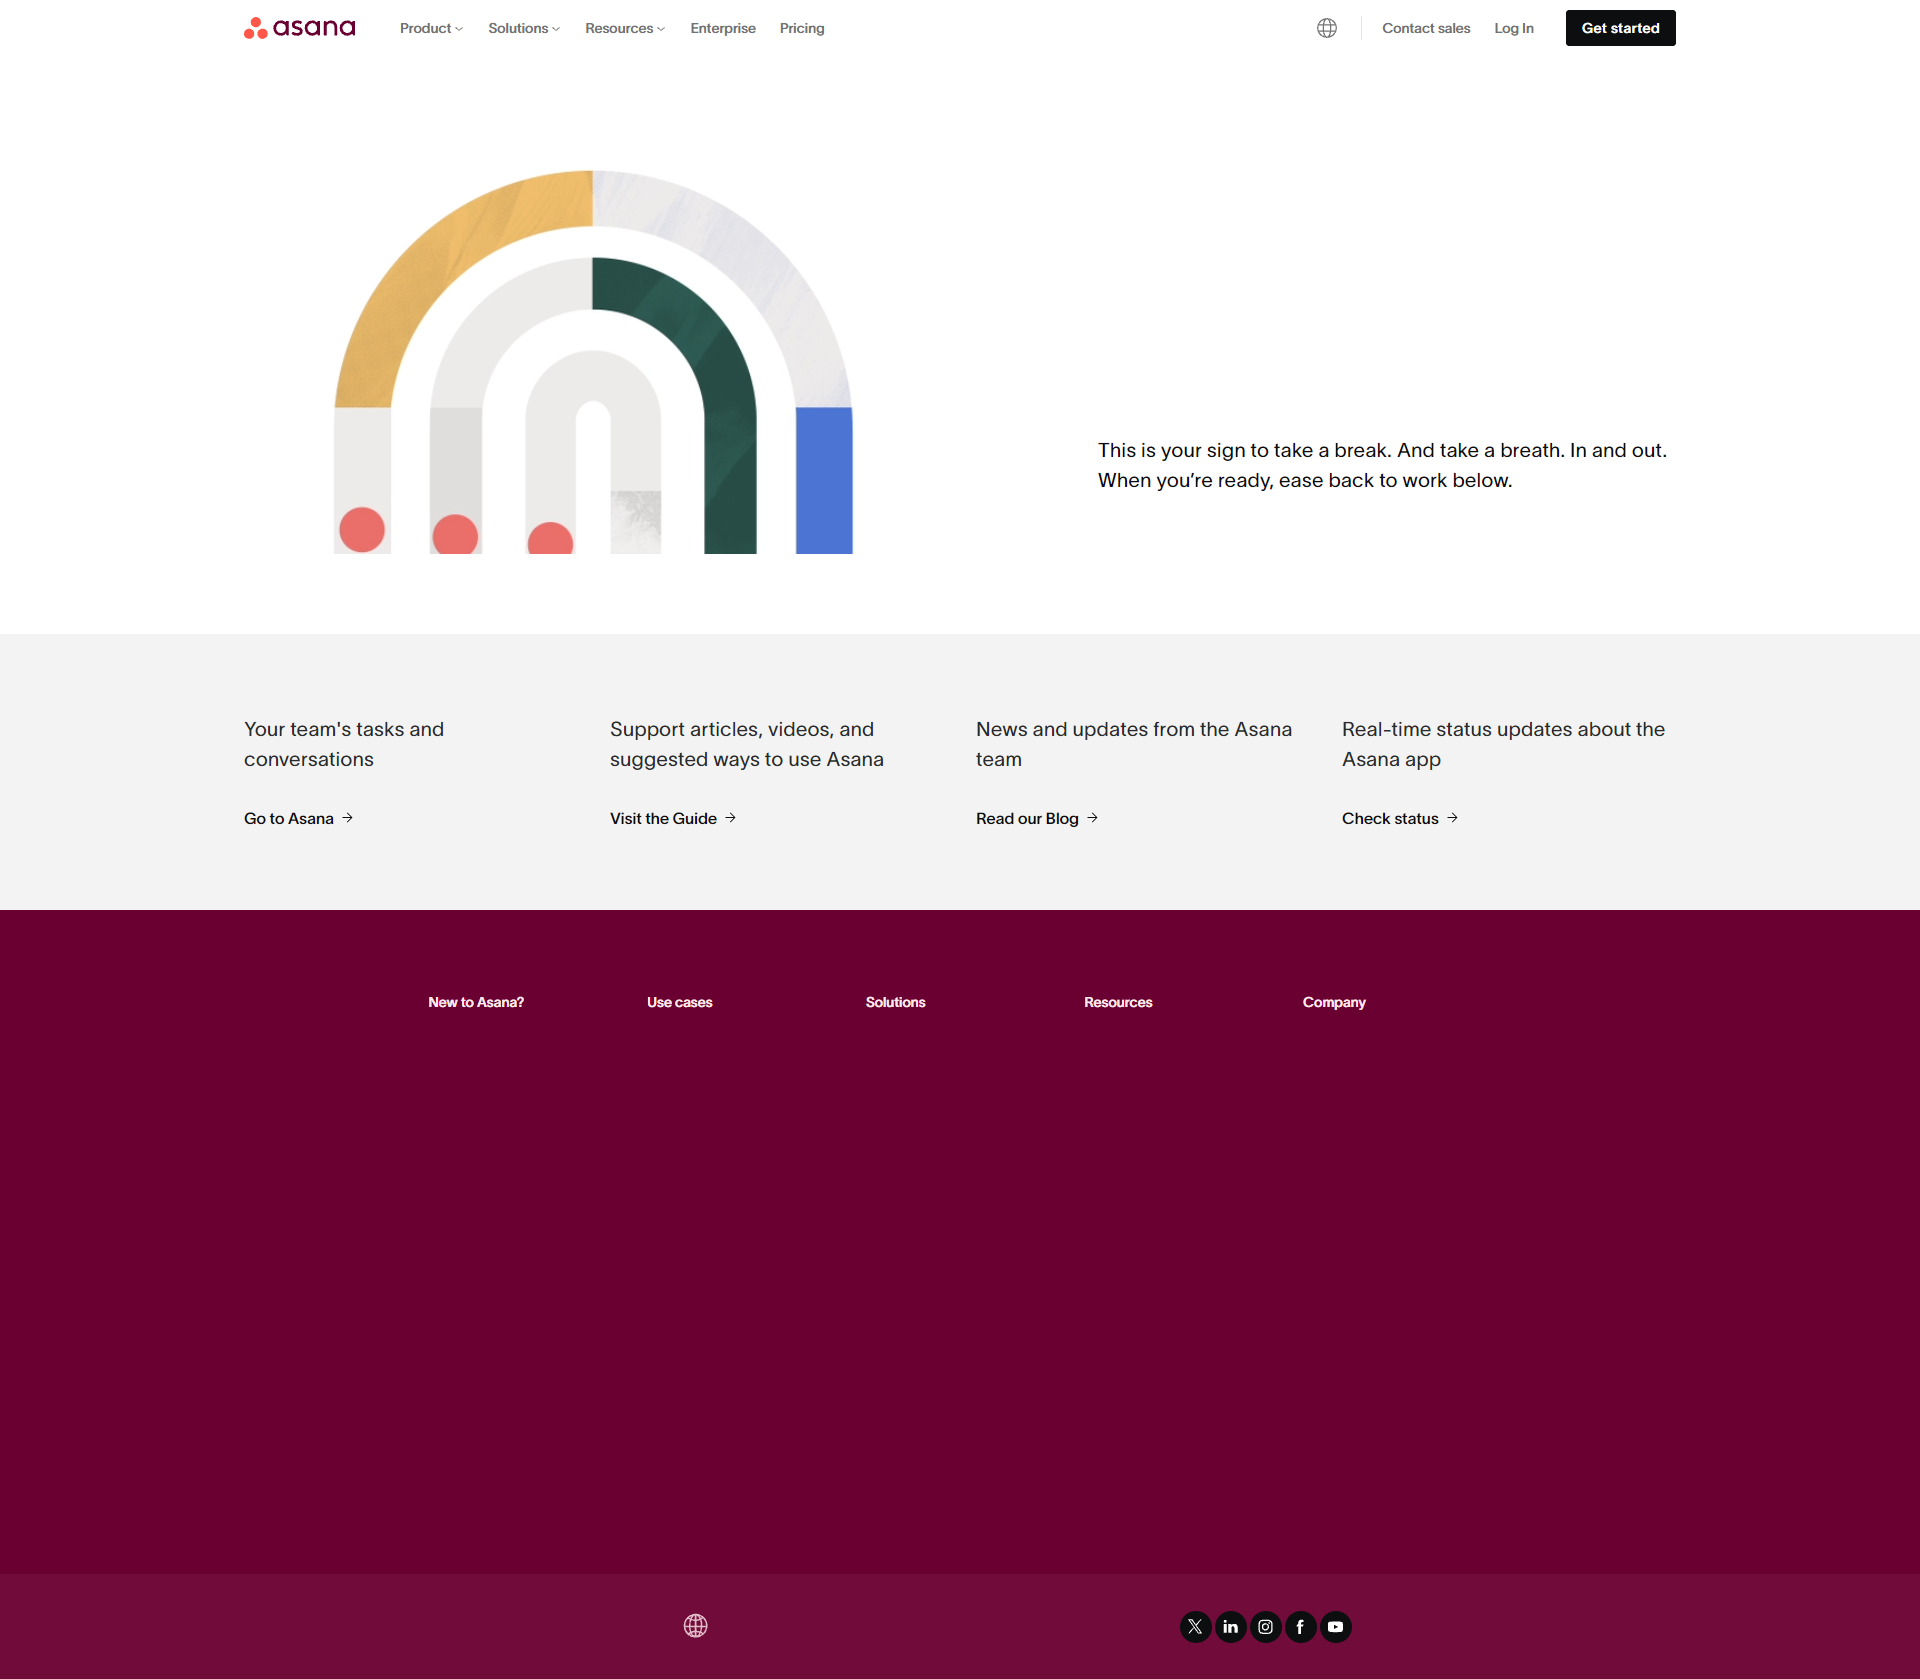 asana
Product
Solutions
Resources
Enterprise
Pricing
Contact sales
Log In
Get started
This is your sign to take a break. And take a breath. In and out.
When you’re ready, ease back to work below.
Your team's tasks and
conversations
Go to Asana
Support articles, videos, and
suggested ways to use Asana
Visit the Guide
News and updates from the Asana
team
Read our Blog
Real-time status updates about the
Asana app
Check status
New to Asana?
Use cases
Solutions
Resources
Company